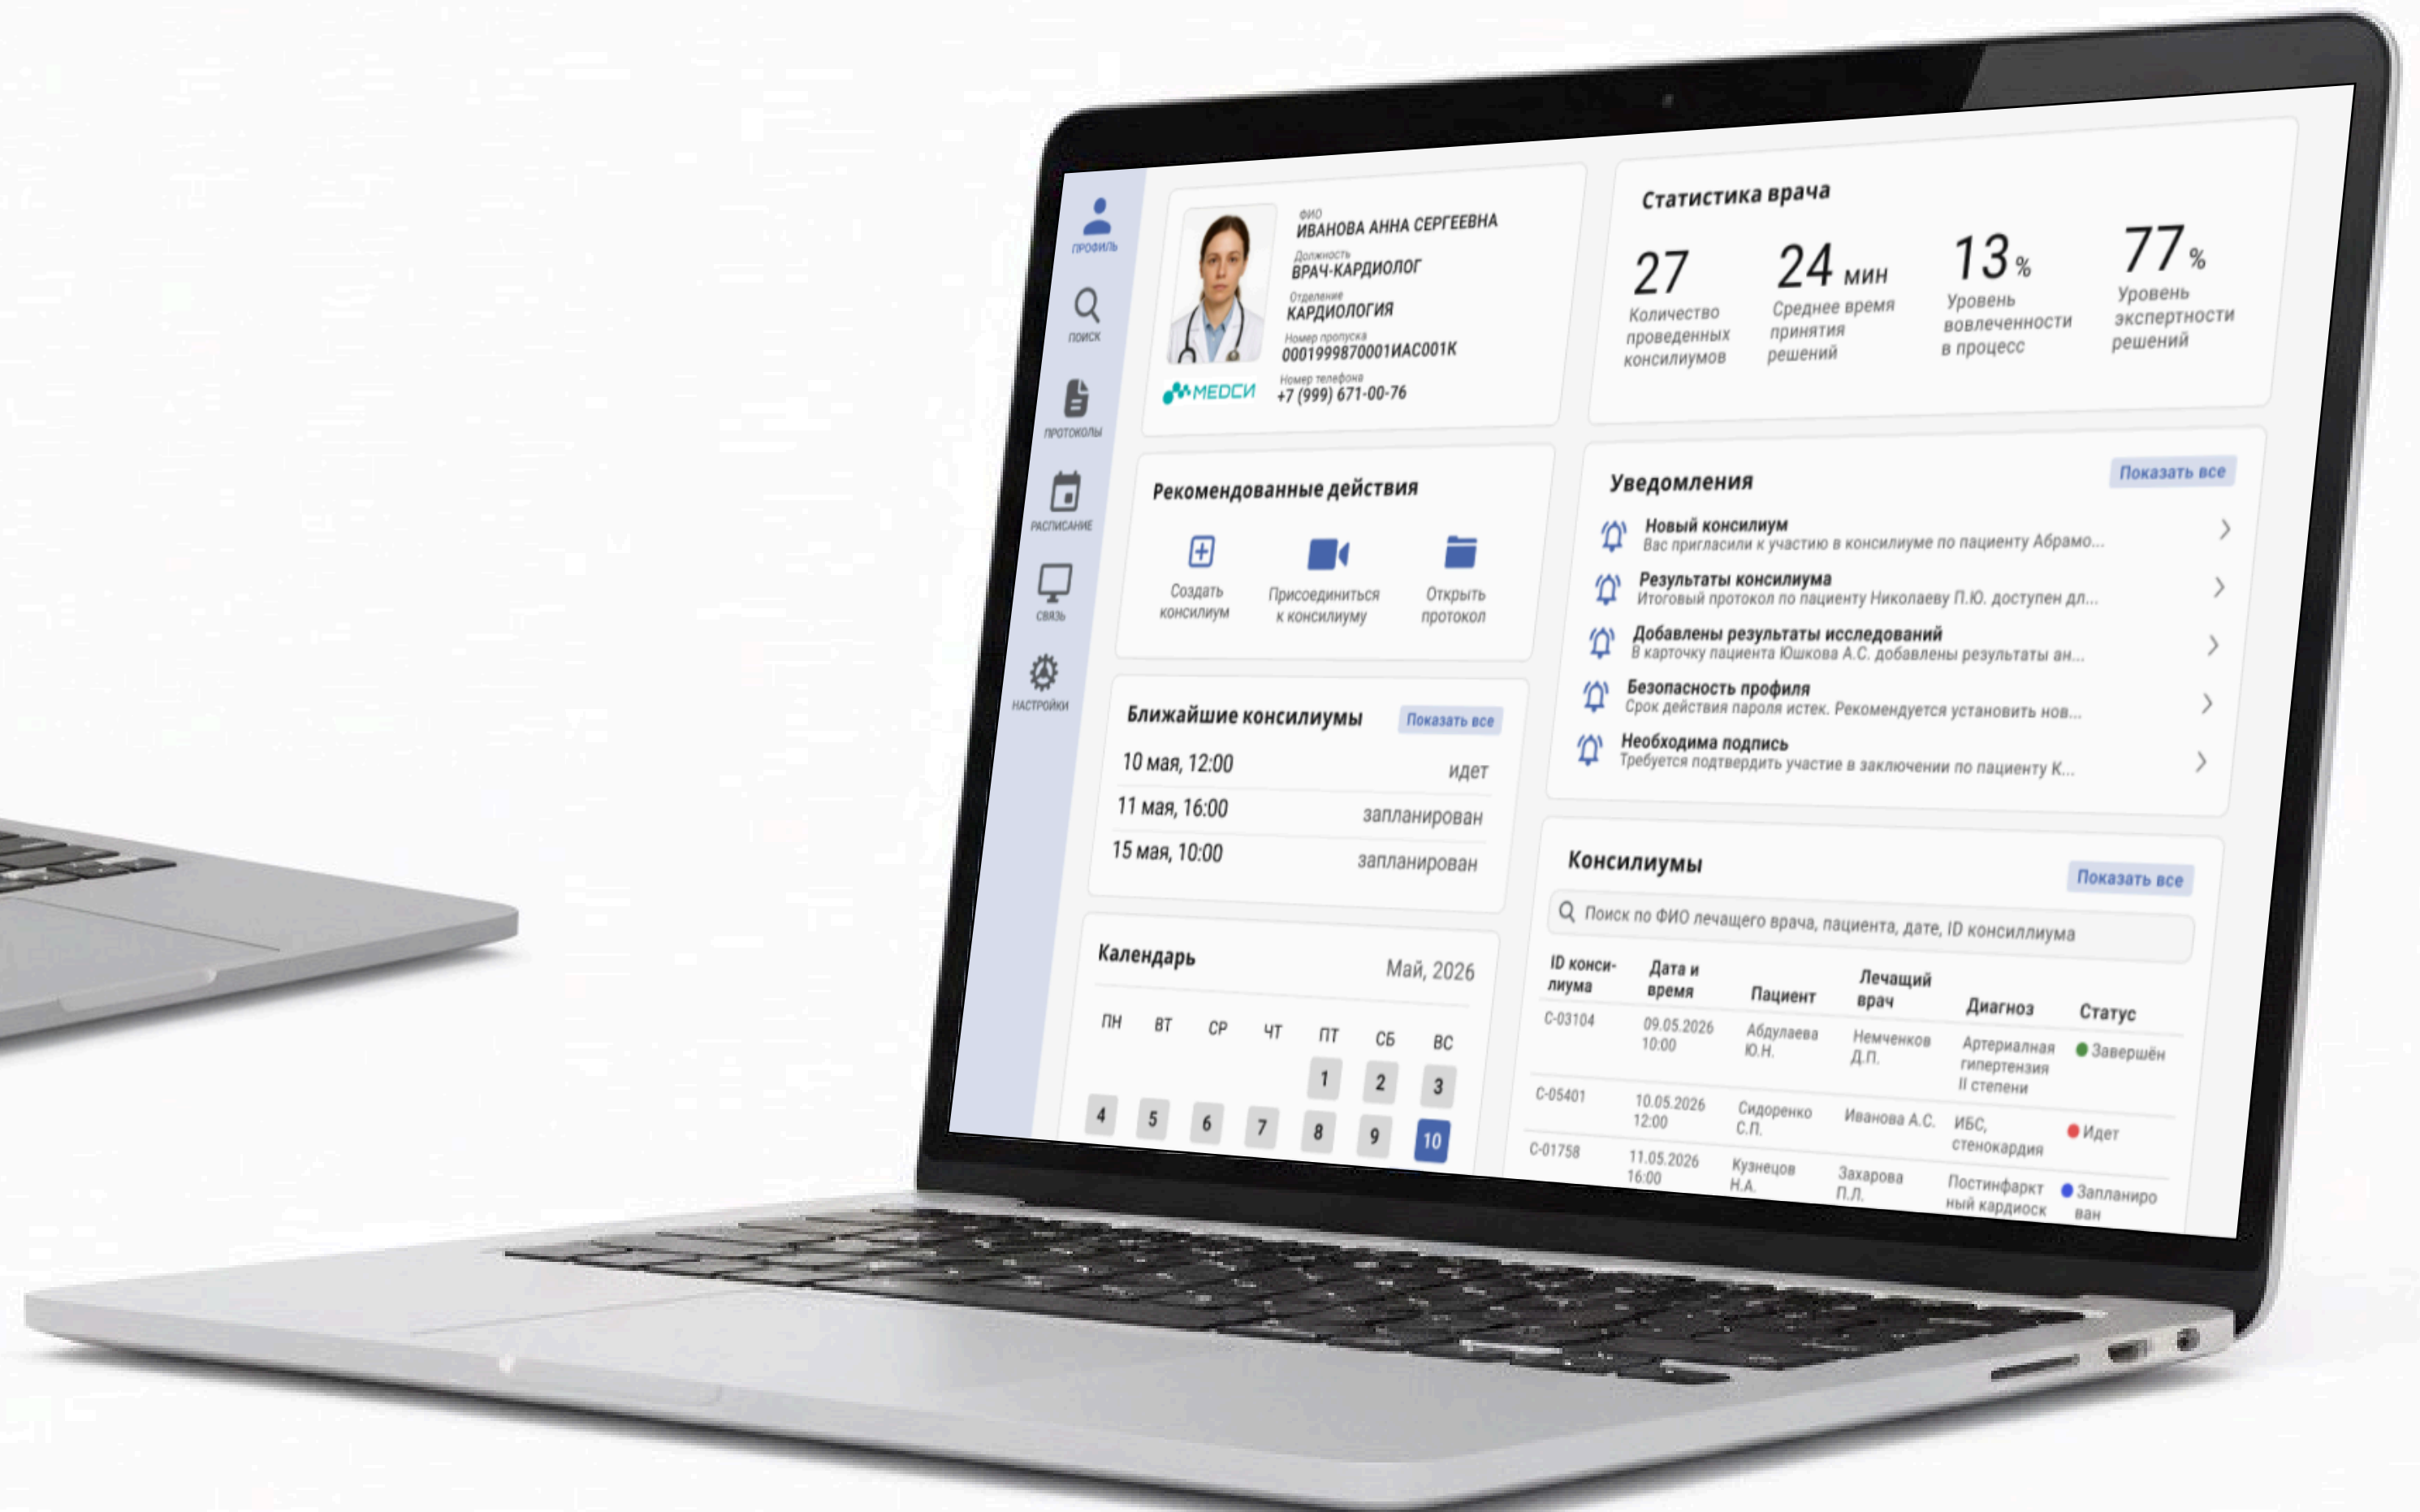 ПРОФИЛЬ
ПОИСК
ПРОТОКОЛЫ
РАСПИСАНИЕ
СВЯЗЬ
НАСТРОЙКИ
ФИО
ИВАНОВА АННА СЕРГЕЕВНА
Должность
ВРАЧ-КАРДИОЛОГ
Отделение
КАРДИОЛОГИЯ
Номер пропуска
0001999870001ИАС001К
Номер телефона
+7 (999) 671-00-76
МЕДСИ
Рекомендованные действия
Создать
консилиум
Присоединиться
к консилиуму
Открыть
протокол
Ближайшие консилиумы
Показать все
10 мая, 12:00 идет
11 мая, 16:00 запланирован
15 мая, 10:00 запланирован
Календарь
Май, 2026
ПН ВТ СР ЧТ ПТ СБ ВС
1 2 3
4 5 6 7 8 9 10
Статистика врача
27
Количество
проведенных
консилиумов
24 мин
Среднее время
принятия
решений
13 %
Уровень
вовлеченности
в процесс
77 %
Уровень
экспертности
решений
Уведомления
Показать все
Новый консилиум
Вас пригласили к участию в консилиуме по пациенту Абрамо...
Результаты консилиума
Итоговый протокол по пациенту Николаеву П.Ю. доступен дл...
Добавлены результаты исследований
В карточку пациента Юшкова А.С. добавлены результаты ан...
Безопасность профиля
Срок действия пароля истек. Рекомендуется установить нов...
Необходима подпись
Требуется подтвердить участие в заключении по пациенту К...
Консилиумы
Показать все
Поиск по ФИО лечащего врача, пациента, дате, ID консиллиума
ID конси-
лиума
Дата и
время
Пациент
Лечащий
врач
Диагноз
Статус
С-03104
09.05.2026
10:00
Абдулаева
Ю.Н.
Немченков
Д.П.
Артериалная
гипертензия
II степени
Завершён
С-05401
10.05.2026
12:00
Сидоренко
С.П.
Иванова А.С.
ИБС,
стенокардия
Идет
С-01758
11.05.2026
16:00
Кузнецов
Н.А.
Захарова
П.Л.
Постинфаркт
ный кардиоск
Запланиро
ван